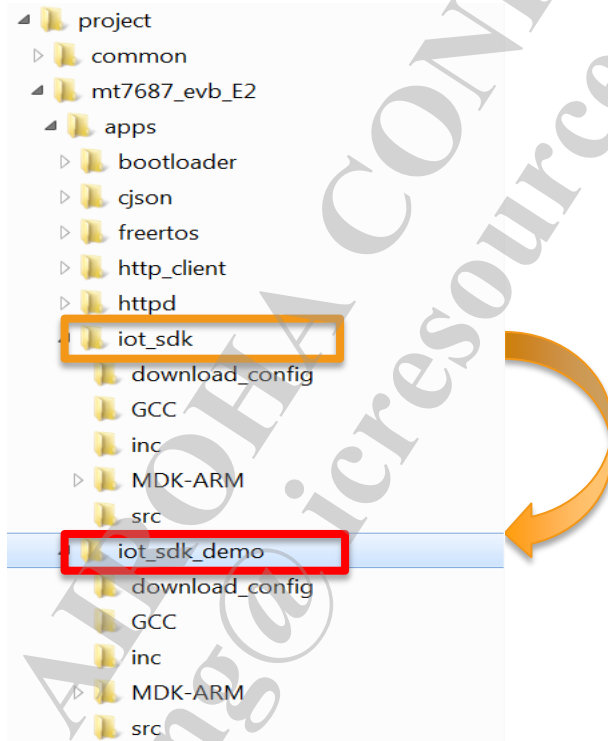 project
common
mt7687_evb_E2
apps
bootloader
cjson
freertos
http_client
httpd
iot_sdk
download_config
GCC
inc
MDK-ARM
src
iot_sdk_demo
download_config
GCC
inc
MDK-ARM
src